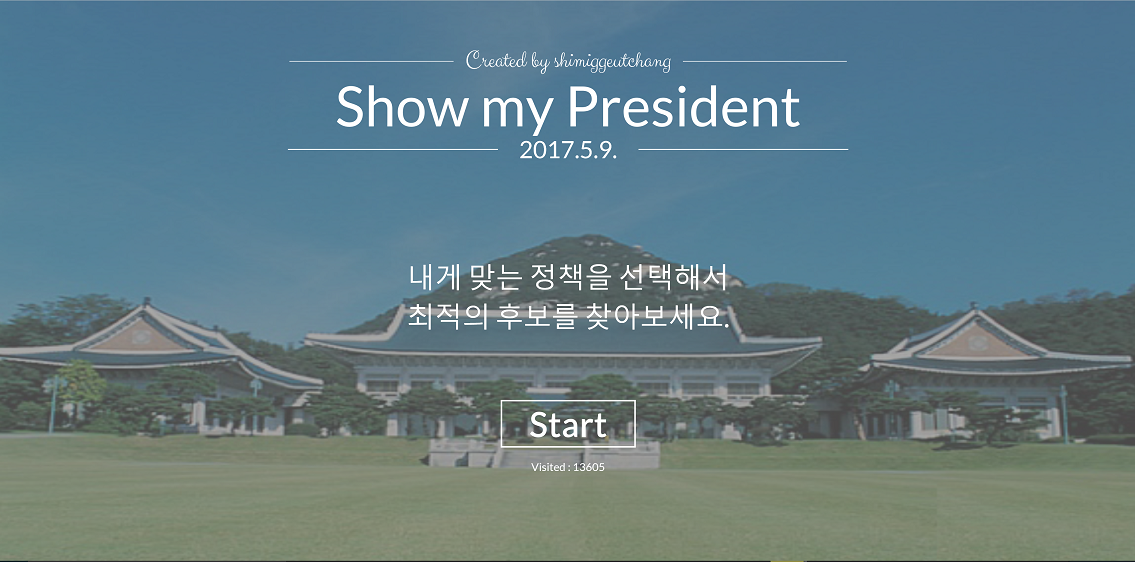 Created by shimiggeutchang
Show my President
2017.5.9.
내게 맞는 정책을 선택해서
최적의 후보를 찾아보세요.
Start
Visited : 13605